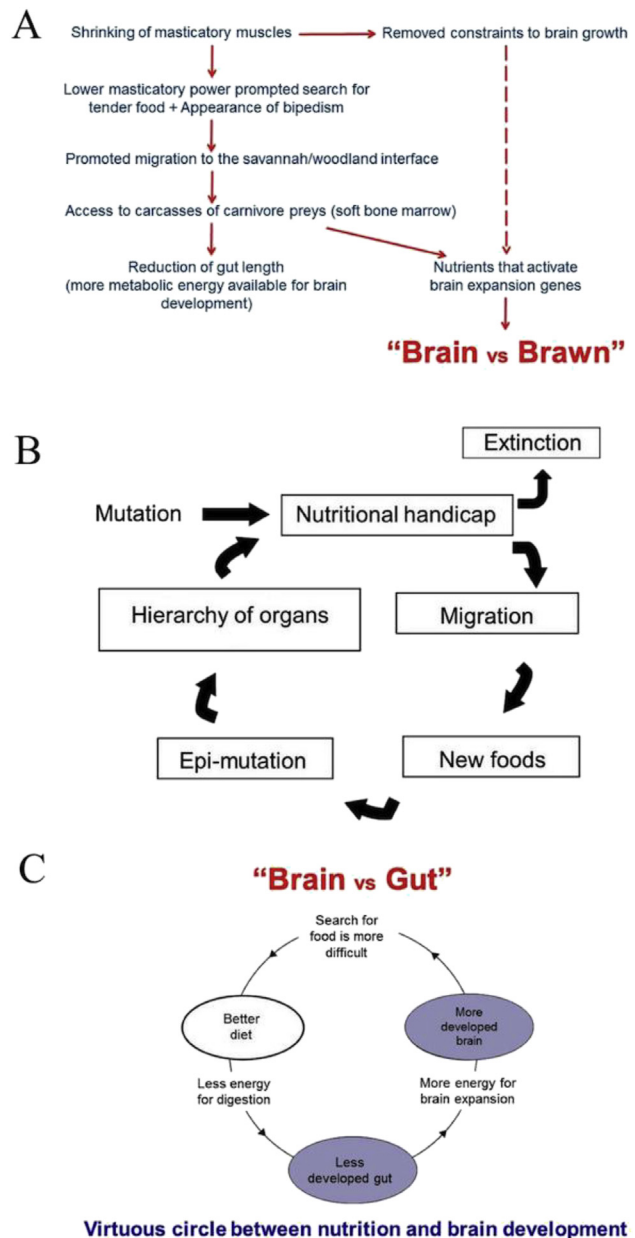 A
Shrinking of masticatory muscles
Removed constraints to brain growth
Lower masticatory power prompted search for
tender food + Appearance of bipedism
Promoted migration to the savannah/woodland interface
Access to carcasses of carnivore preys (soft bone marrow)
Reduction of gut length
(more metabolic energy available for brain
development)
Nutrients that activate
brain expansion genes
“Brain vs Brawn”
B
Extinction
Mutation
Nutritional handicap
Hierarchy of organs
Migration
Epi-mutation
New foods
C
“Brain vs Gut”
Search for
food is more
difficult
Better
diet
More
developed
brain
Less energy
for digestion
More energy for
brain expansion
Less
developed gut
Virtuous circle between nutrition and brain development